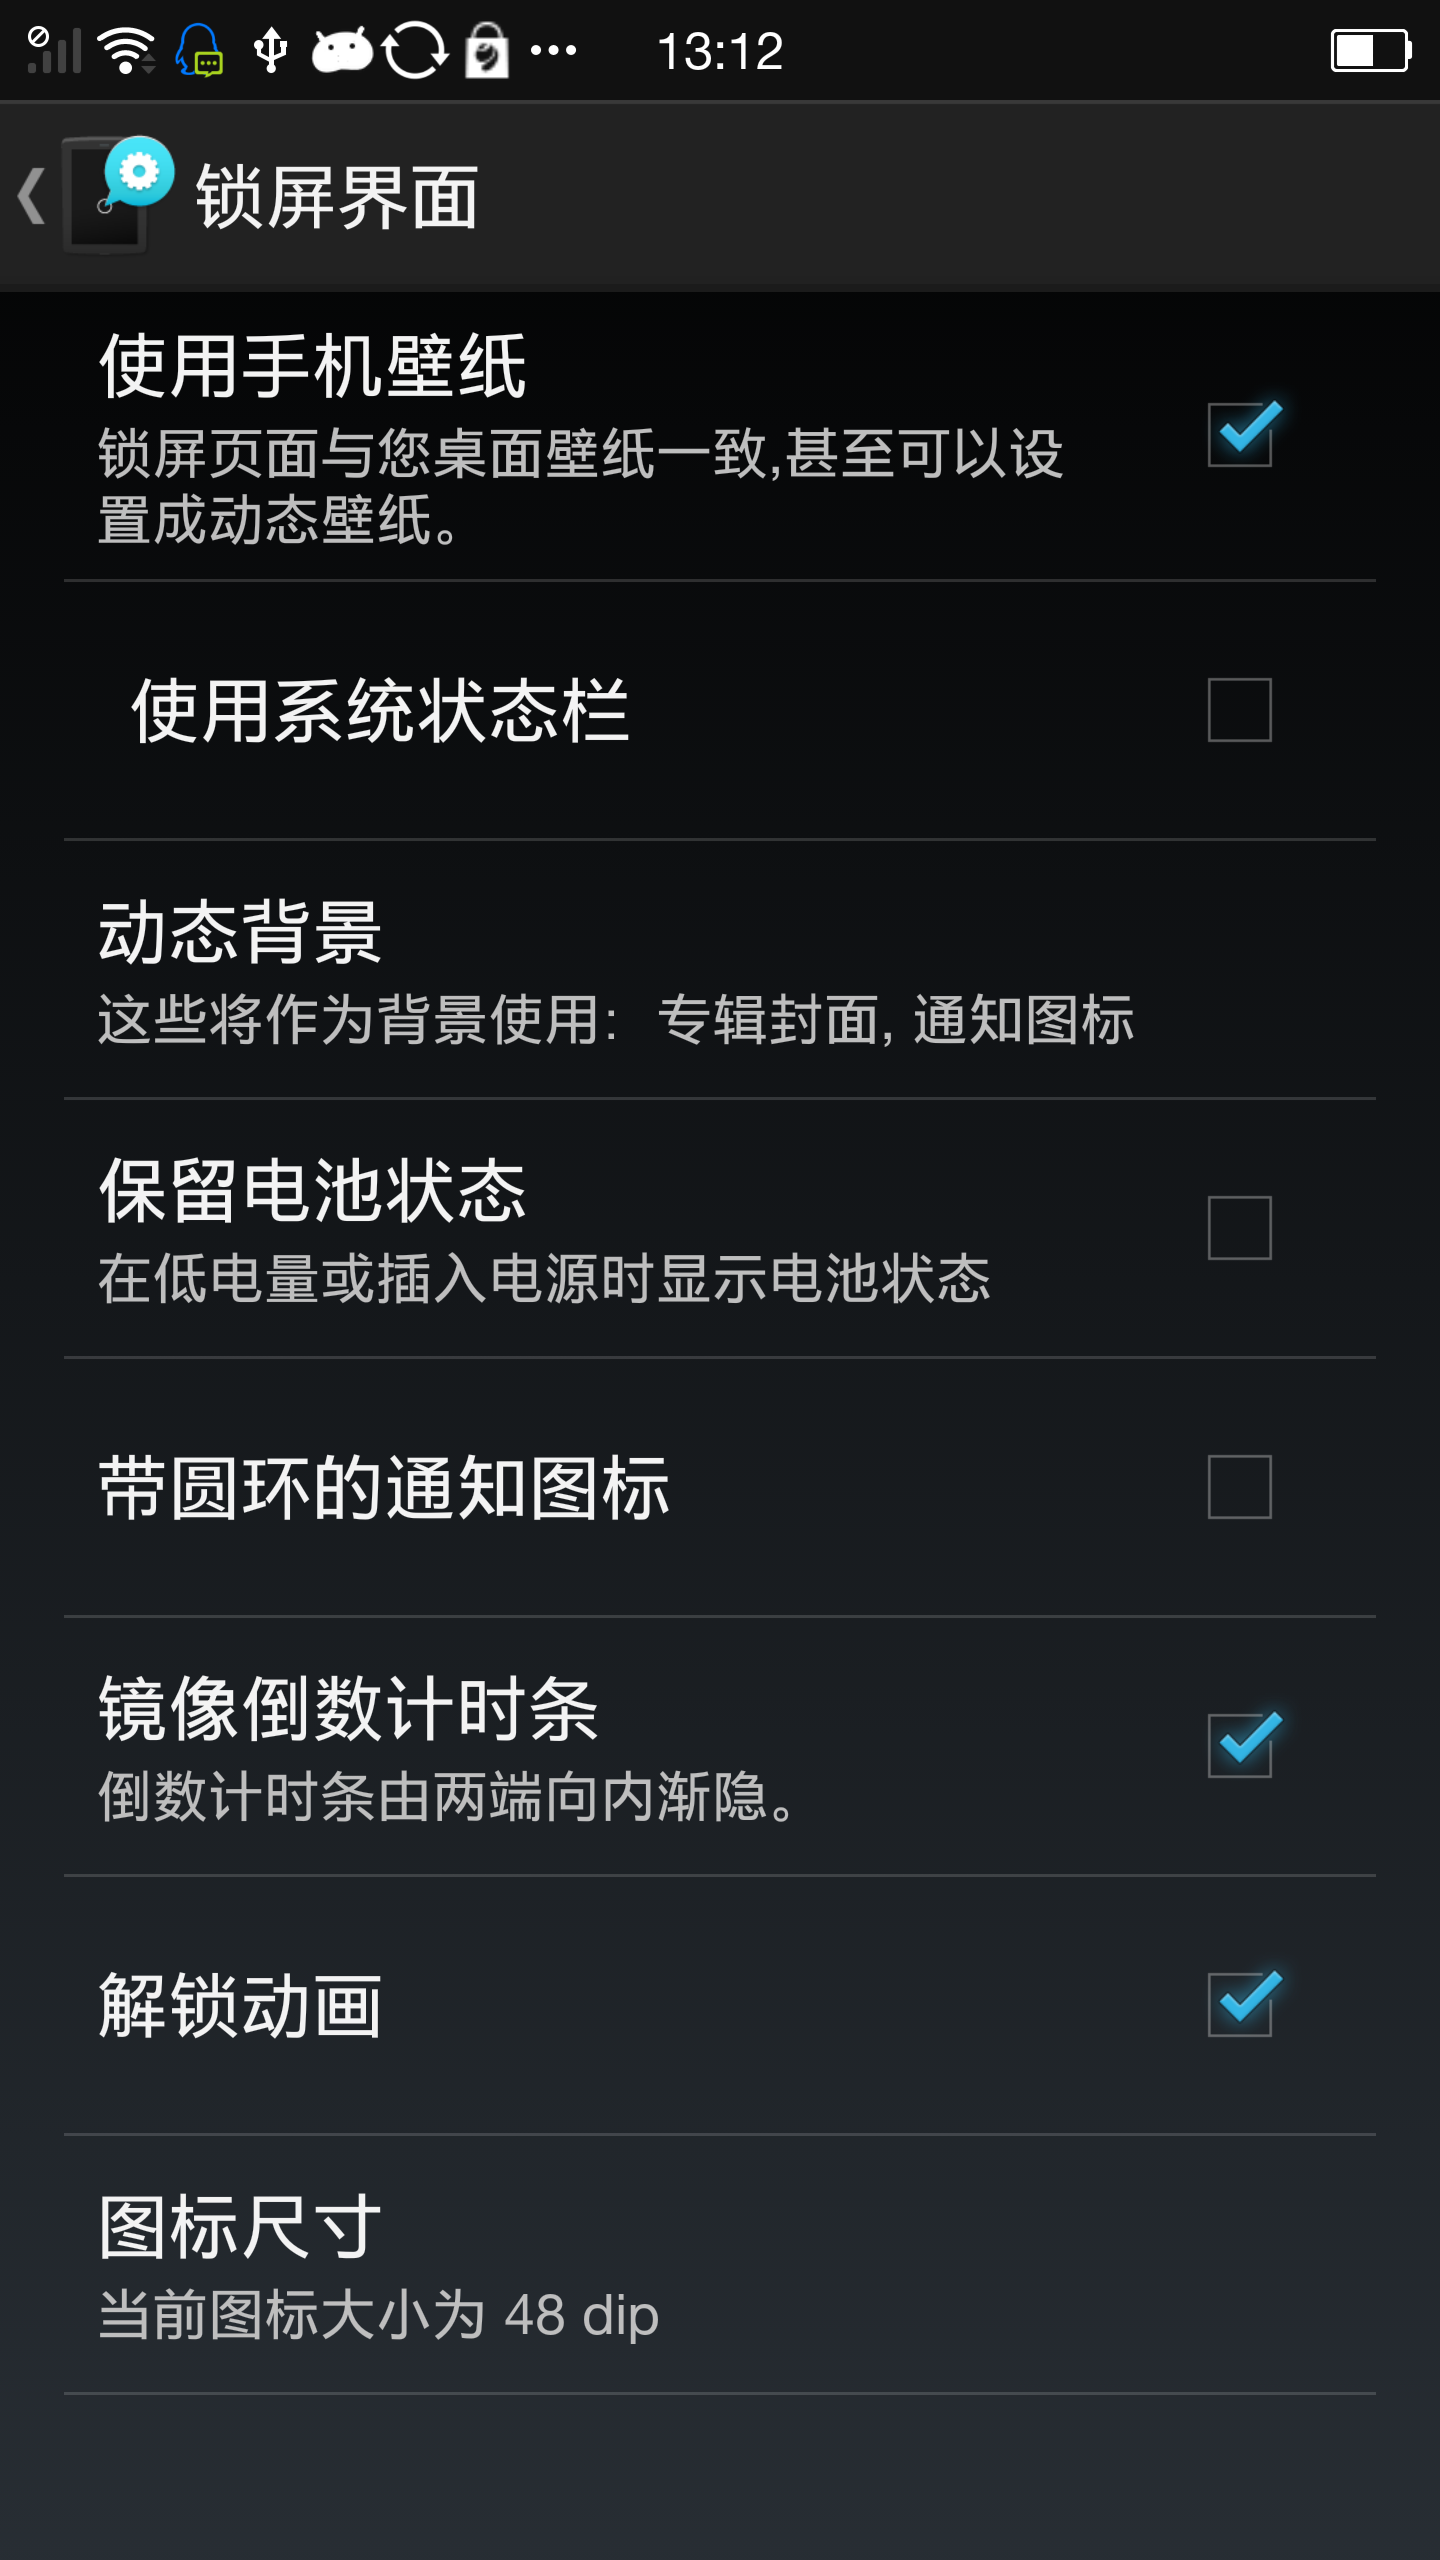 13:12
锁屏界面
使用手机壁纸
锁屏页面与您桌面壁纸一致,甚至可以设
置成动态壁纸。
使用系统状态栏
动态背景
这些将作为背景使用: 专辑封面, 通知图标
保留电池状态
在低电量或插入电源时显示电池状态
带圆环的通知图标
镜像倒数计时条
倒数计时条由两端向内渐隐。
解锁动画
图标尺寸
当前图标大小为 48 dip